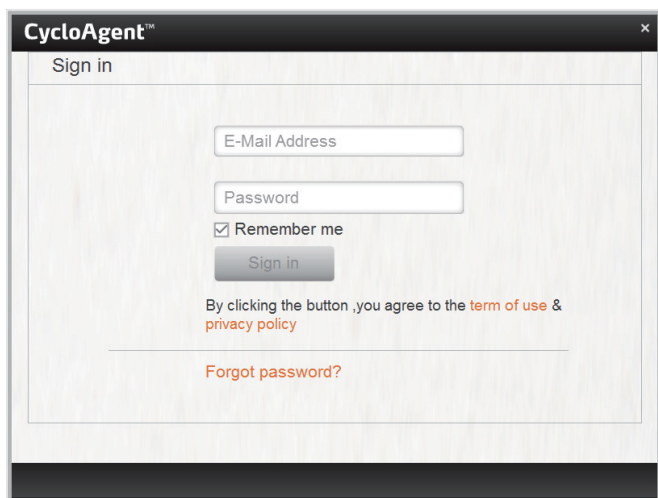 CycloAgent™
Sign in
E-Mail Address
Password
Remember me
Sign in
By clicking the button ,you agree to the term of use &
privacy policy
Forgot password?